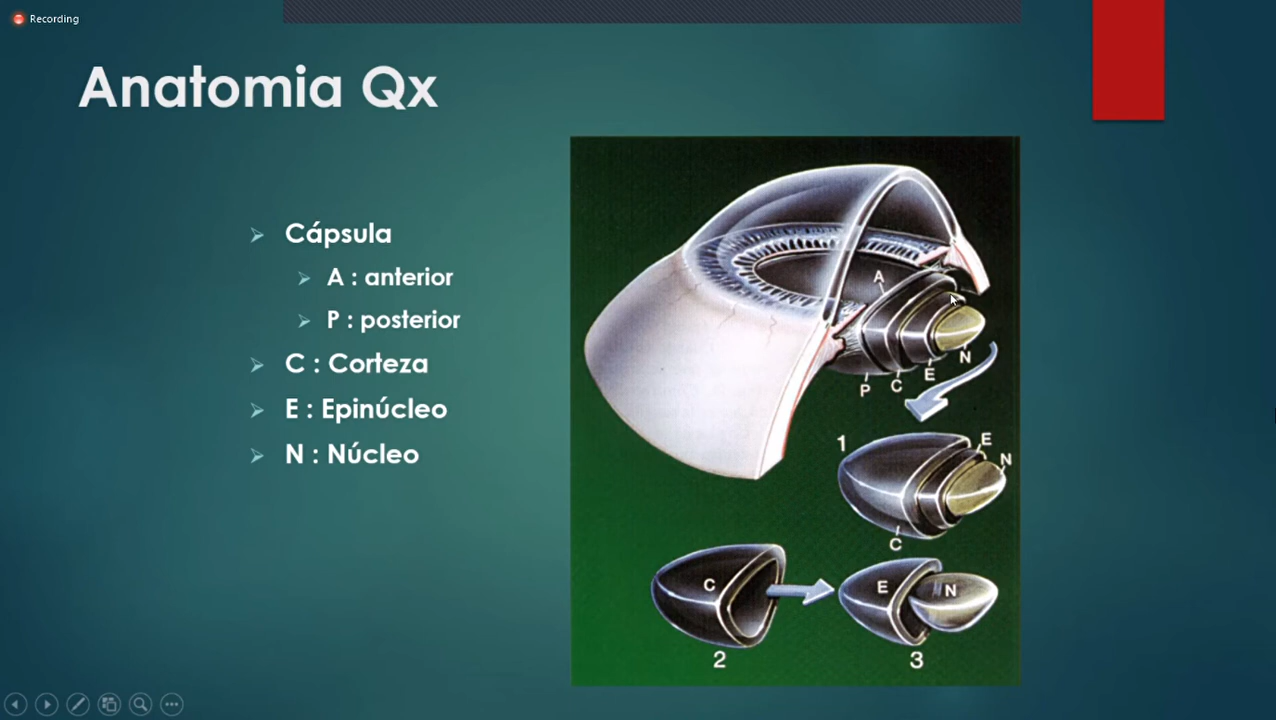 Recording
Anatomia Qx
Cápsula
A : anterior
P : posterior
C : Corteza
E : Epinúcleo
N : Núcleo
A
N
E
C
P
1
E
N
C
C
E
N
2
3